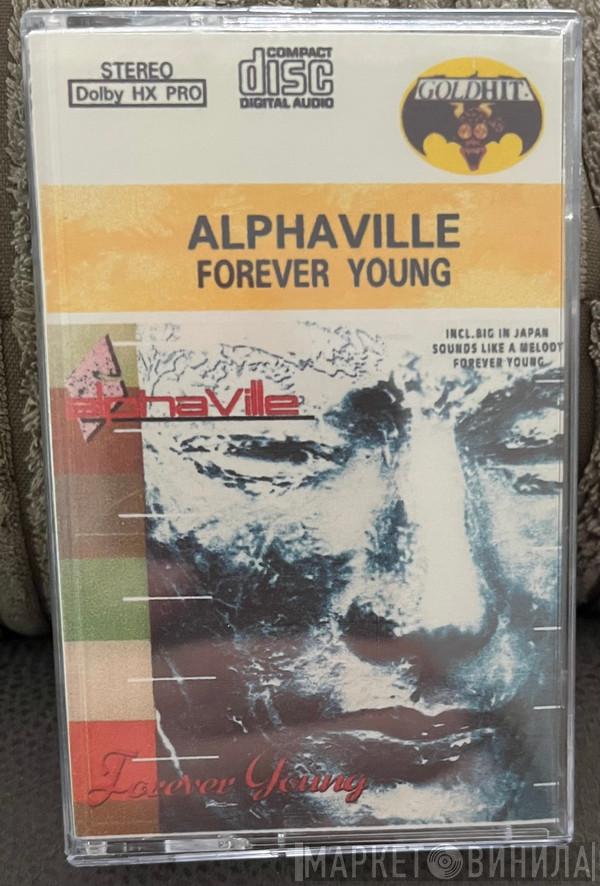 STEREO
Dolby HX PRO
COMPACT
disc
DIGITAL AUDIO
GOLDHIT.
ALPHAVILLE
FOREVER YOUNG
INCL.BIG IN JAPAN
SOUNDS LIKE A MELODY
FOREVER YOUNG
alphaville
Forever Young
МАРКЕТ ВИНИЛА